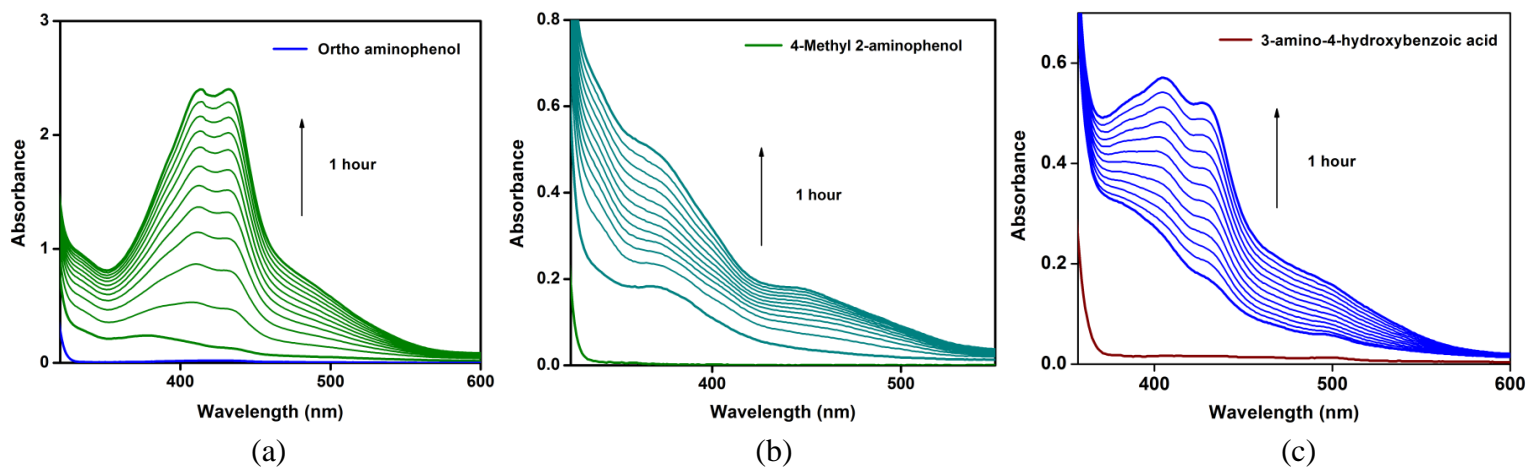 Ortho aminophenol
1 hour
Absorbance
0
1
2
3
400
500
600
Wavelength (nm)
(a)
4-Methyl 2-aminophenol
1 hour
Absorbance
0.0
0.2
0.4
0.6
0.8
400
500
Wavelength (nm)
(b)
3-amino-4-hydroxybenzoic acid
1 hour
Absorbance
0.0
0.2
0.4
0.6
400
500
600
Wavelength (nm)
(c)